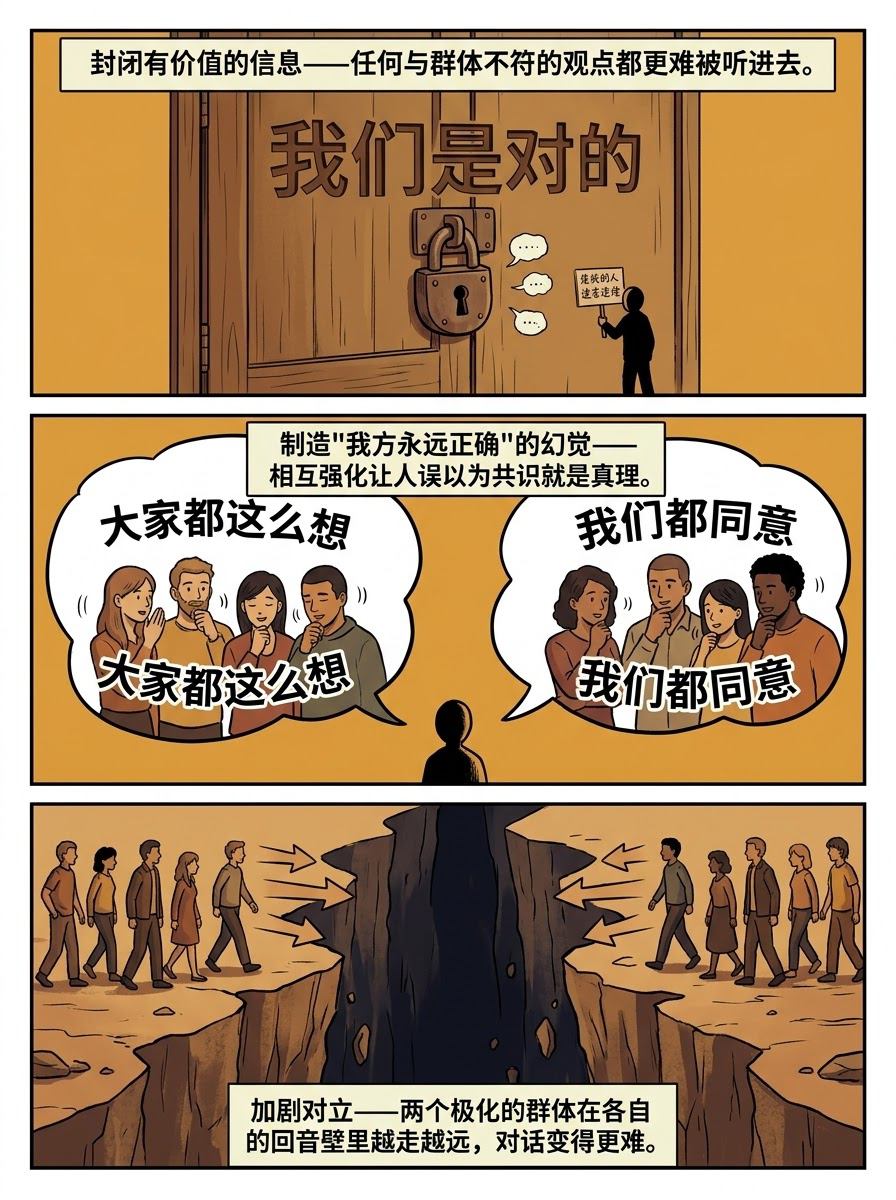 封闭有价值的信息——任何与群体不符的观点都更难被听进去。
我们是对的
....
...
...
制造"我方永远正确"的幻觉——
相互强化让人误以为共识就是真理。
大家都这么想
大家都这么想
我们都同意
我们都同意
加剧对立——两个极化的群体在各自
的回音壁里越走越远，对话变得更难。